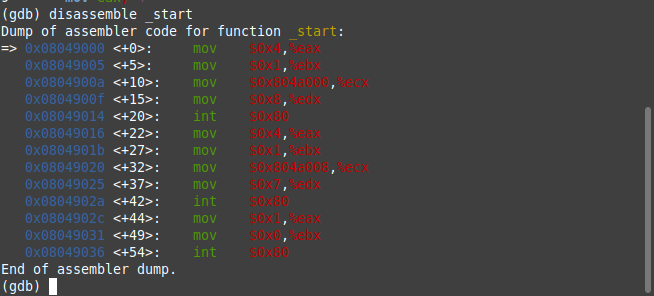 (gdb) disassemble _start
Dump of assembler code for function _start:
=> 0x08049000 <+0>:     mov    $0x4,%eax
   0x08049005 <+5>:     mov    $0x1,%ebx
   0x0804900a <+10>:    mov    $0x804a000,%ecx
   0x0804900f <+15>:    mov    $0x8,%edx
   0x08049014 <+20>:    int    $0x80
   0x08049016 <+22>:    mov    $0x4,%eax
   0x0804901b <+27>:    mov    $0x1,%ebx
   0x08049020 <+32>:    mov    $0x804a008,%ecx
   0x08049025 <+37>:    mov    $0x7,%edx
   0x0804902a <+42>:    int    $0x80
   0x0804902c <+44>:    mov    $0x1,%eax
   0x08049031 <+49>:    mov    $0x0,%ebx
   0x08049036 <+54>:    int    $0x80
End of assembler dump.
(gdb)